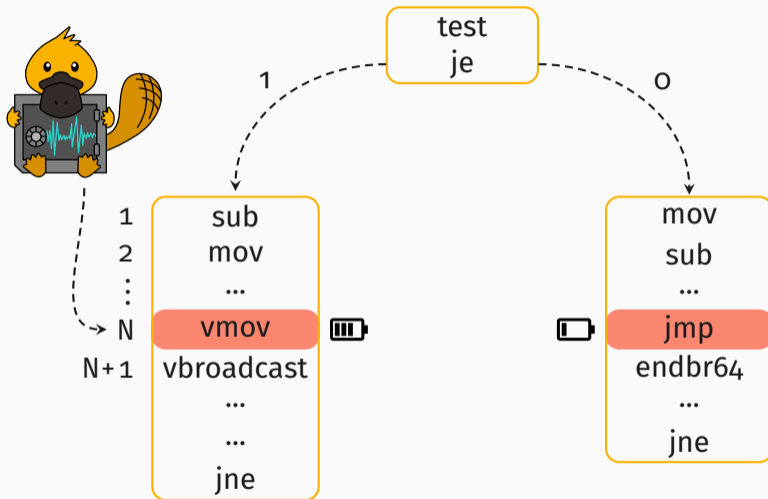 test
je
1
0
1
sub
2
mov
⋮
...
N
vmov
N+1
vbroadcast
...
...
jne
mov
sub
...
jmp
endbr64
...
jne